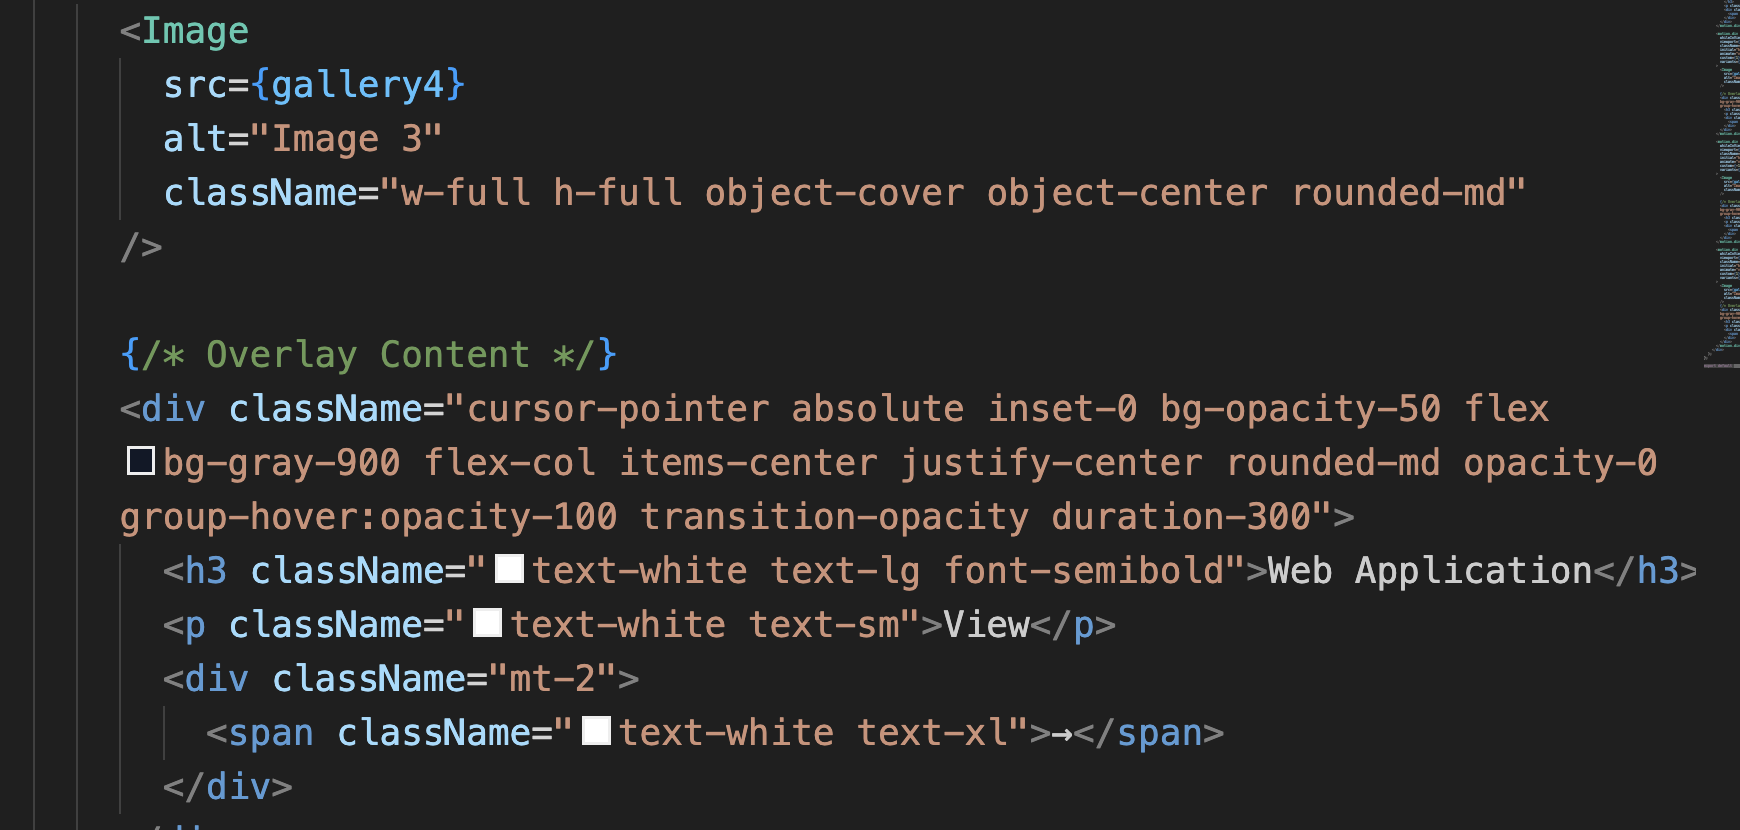 <Image
src={gallery4}
alt="Image 3"
className="w-full h-full object-cover object-center rounded-md"
/>
{/* Overlay Content */}
<div className="cursor-pointer absolute inset-0 bg-opacity-50 flex
bg-gray-900 flex-col items-center justify-center rounded-md opacity-0
group-hover:opacity-100 transition-opacity duration-300">
<h3 className="text-white text-lg font-semibold">Web Application</h3>
<p className="text-white text-sm">View</p>
<div className="mt-2">
<span className="text-white text-xl">→</span>
</div>